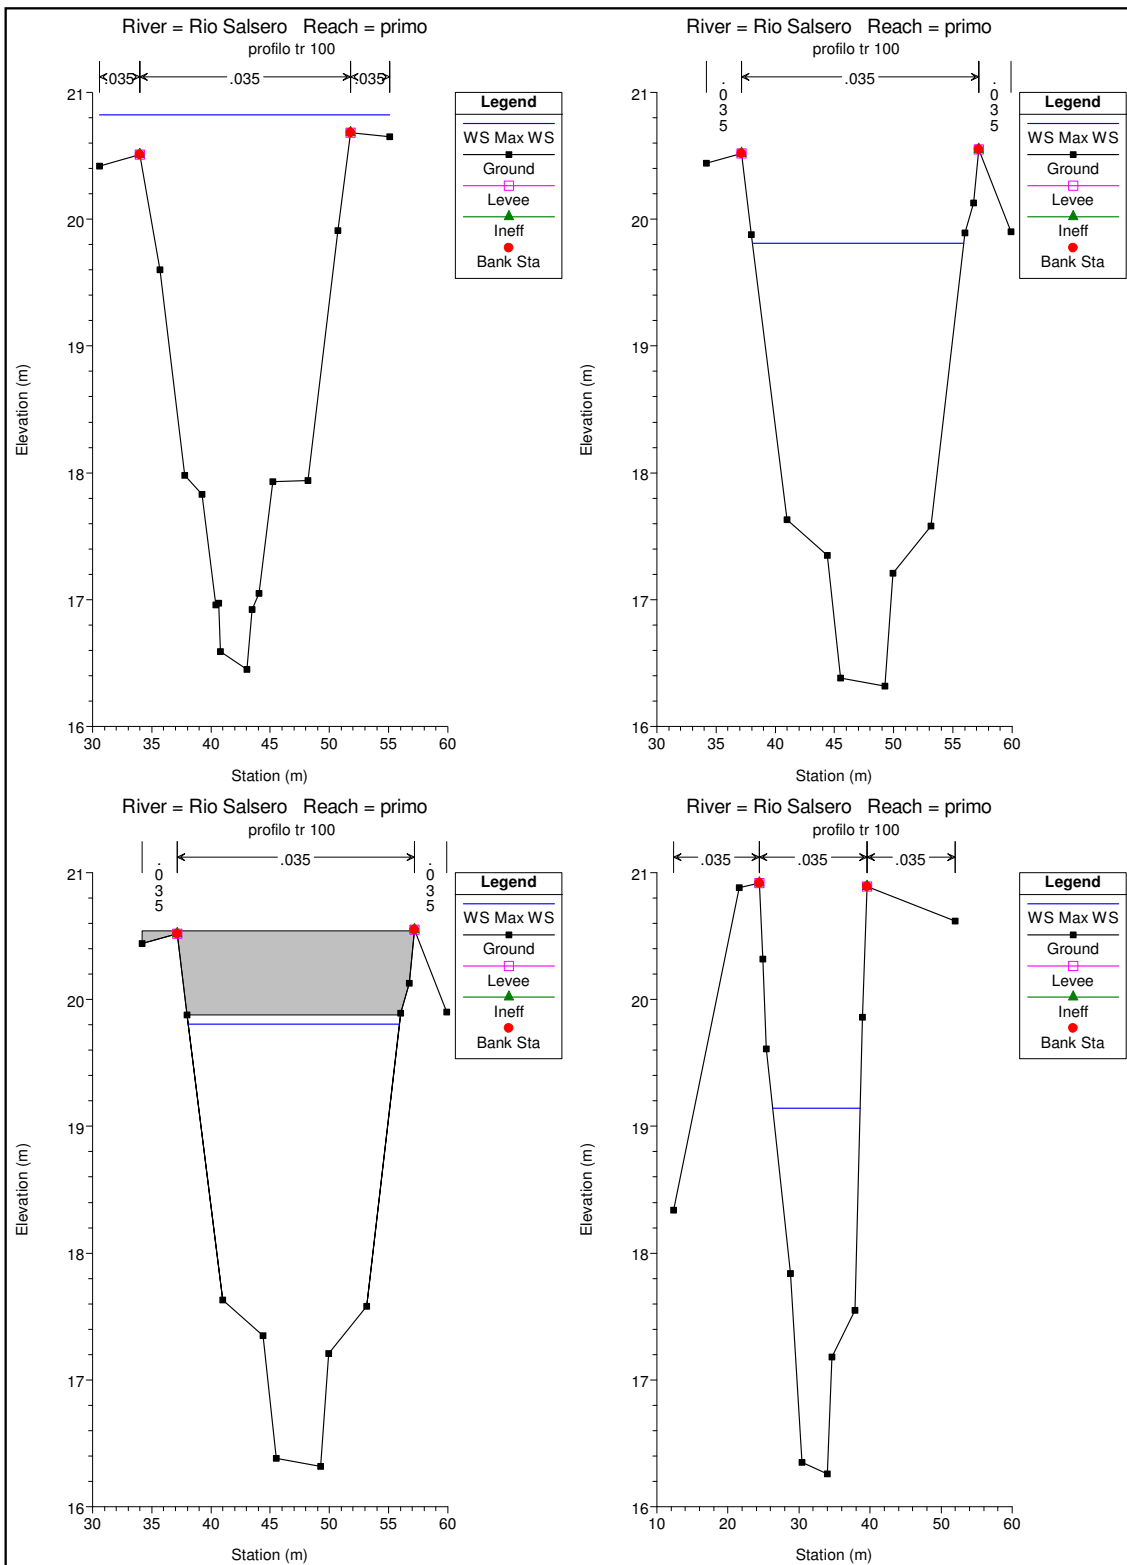 River = Rio Salsero   Reach = primo
profilo tr 100
.035
.035
.035
21
20
19
18
17
16
30
35
40
45
50
55
60
Elevation (m)
Station (m)
Legend
WS Max WS
Ground
Levee
Ineff
Bank Sta
River = Rio Salsero   Reach = primo
profilo tr 100
.035
.035
.035
21
20
19
18
17
16
30
35
40
45
50
55
60
Elevation (m)
Station (m)
Legend
WS Max WS
Ground
Levee
Ineff
Bank Sta
River = Rio Salsero   Reach = primo
profilo tr 100
.035
.035
.035
21
20
19
18
17
16
30
35
40
45
50
55
60
Elevation (m)
Station (m)
Legend
WS Max WS
Ground
Levee
Ineff
Bank Sta
River = Rio Salsero   Reach = primo
profilo tr 100
.035
.035
.035
21
20
19
18
17
16
10
20
30
40
50
60
Elevation (m)
Station (m)
Legend
WS Max WS
Ground
Levee
Ineff
Bank Sta